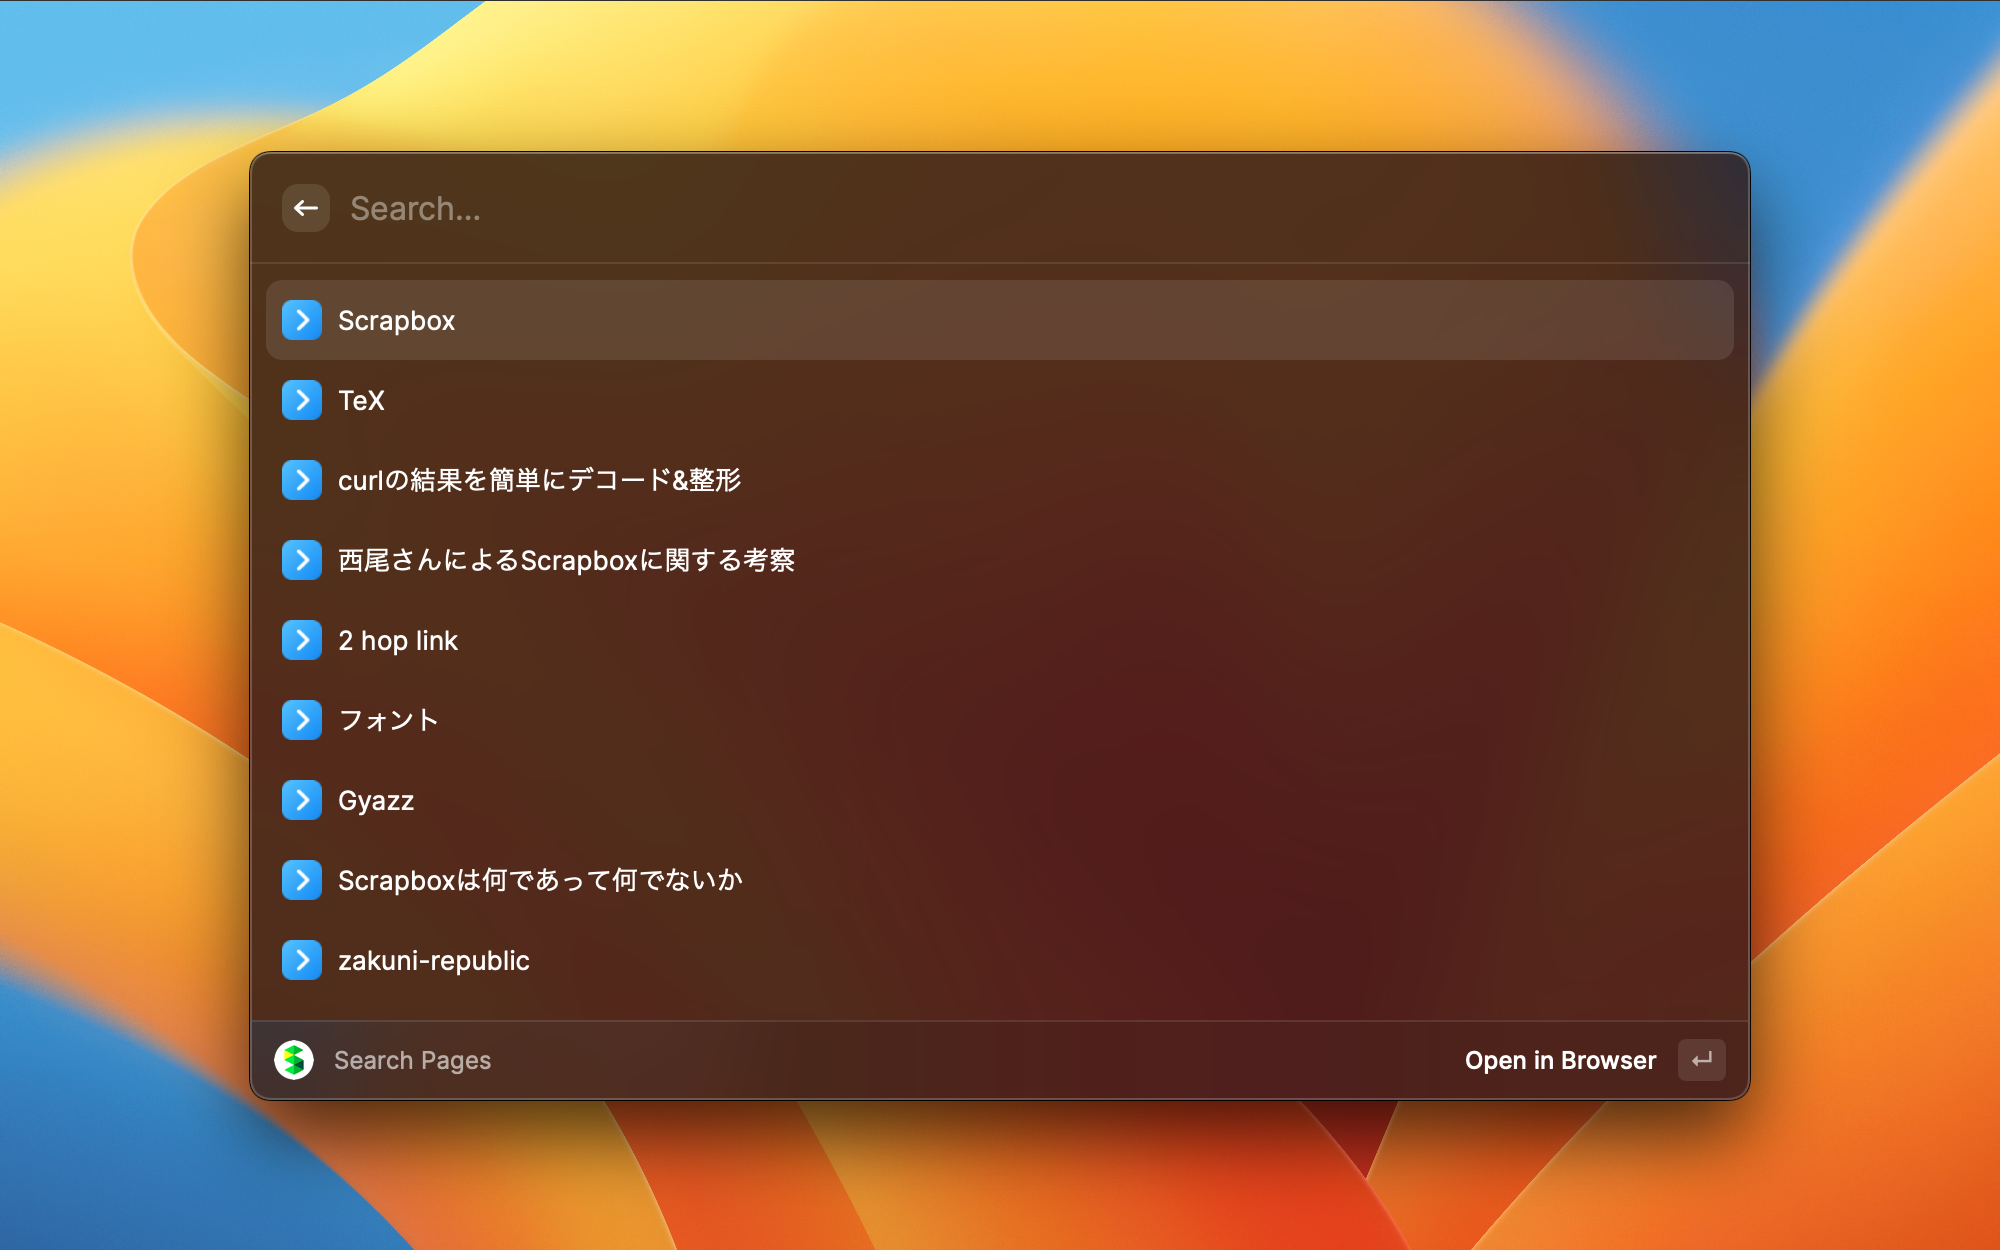 Search...
Scrapbox
TeX
curlの結果を簡単にデコード&整形
西尾さんによるScrapboxに関する考察
2 hop link
フォント
Gyazz
Scrapboxは何であって何でないか
zakuni-republic
Search Pages
Open in Browser